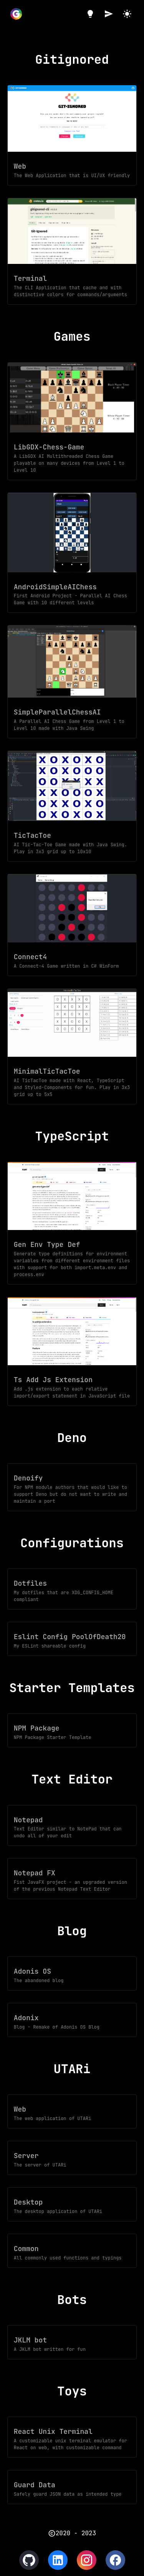 Gitignored
GIT-IGNORED
Web
The Web Application that is UI/UX friendly
Terminal
The CLI Application that cache and with
distinctive colors for commands/arguments
Games
LibGDX-Chess-Game
A LibGDX AI Multithreaded Chess Game
playable on many devices from Level 1 to
Level 10
AndroidSimpleAIChess
First Android Project - Parallel AI Chess
Game with 10 different levels
SimpleParallelChessAI
A Parallel AI Chess Game from Level 1 to
Level 10 made with Java Swing
TicTacToe
AI Tic-Tac-Toe Game made with Java Swing.
Play in 3x3 grid up to 10x10
Connect4
A Connect-4 Game written in C# WinForm
MinimalTicTacToe
AI TicTacToe made with React, TypeScript
and Styled-Components for fun. Play in 3x3
grid up to 5x5
TypeScript
Gen Env Type Def
Generate type definitions for environment
variables from different environment files
with support for both import.meta.env and
process.env
Ts Add Js Extension
Add .js extension to each relative
import/export statement in JavaScript file
Deno
Denoify
For NPM module authors that would like to
support Deno but do not want to write and
maintain a port
Configurations
Dotfiles
My dotfiles that are XDG_CONFIG_HOME
compliant
Eslint Config PoolOfDeath20
My ESLint shareable config
Starter Templates
NPM Package
NPM Package Starter Template
Text Editor
Notepad
Text Editor similar to NotePad that can
undo all of your edit
Notepad FX
Fist JavaFX project - an upgraded version
of the previous Notepad Text Editor
Blog
Adonis OS
The abandoned blog
Adonix
Blog - Remake of Adonis OS Blog
UTARi
Web
The web application of UTARi
Server
The server of UTARi
Desktop
The desktop application of UTARi
Common
All commonly used functions and typings
Bots
JKLM bot
A JKLM bot written for fun
Toys
React Unix Terminal
A customizable unix terminal emulator for
React on web, with customizable command
Guard Data
Safely guard JSON data as intended type
©2020 - 2023